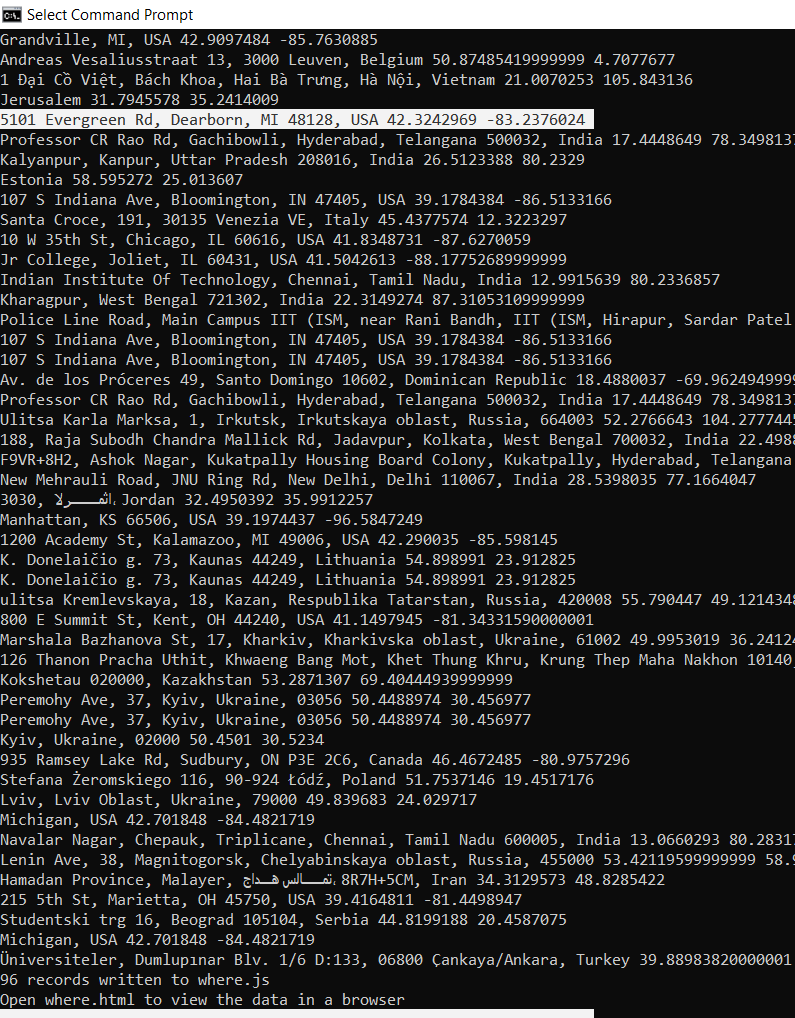 Select Command Prompt
Grandville, MI, USA 42.9097484 -85.7630885
Andreas Vesaliusstraat 13, 3000 Leuven, Belgium 50.87485419999999 4.7077677
1 Đại Cồ Việt, Bách Khoa, Hai Bà Trưng, Hà Nội, Vietnam 21.0070253 105.843136
Jerusalem 31.7945578 35.2414009
5101 Evergreen Rd, Dearborn, MI 48128, USA 42.3242969 -83.2376024
Professor CR Rao Rd, Gachibowli, Hyderabad, Telangana 500032, India 17.4448649 78.3498137
Kalyanpur, Kanpur, Uttar Pradesh 208016, India 26.5123388 80.2329
Estonia 58.595272 25.013607
107 S Indiana Ave, Bloomington, IN 47405, USA 39.1784384 -86.5133166
Santa Croce, 191, 30135 Venezia VE, Italy 45.4377574 12.3223297
10 W 35th St, Chicago, IL 60616, USA 41.8348731 -87.6270059
Jr College, Joliet, IL 60431, USA 41.5042613 -88.17752689999999
Indian Institute Of Technology, Chennai, Tamil Nadu, India 12.9915639 80.2336857
Kharagpur, West Bengal 721302, India 22.3149274 87.31053109999999
Police Line Road, Main Campus IIT (ISM, near Rani Bandh, IIT (ISM, Hirapur, Sardar Patel
107 S Indiana Ave, Bloomington, IN 47405, USA 39.1784384 -86.5133166
107 S Indiana Ave, Bloomington, IN 47405, USA 39.1784384 -86.5133166
Av. de los Próceres 49, Santo Domingo 10602, Dominican Republic 18.4880037 -69.9624949999
Professor CR Rao Rd, Gachibowli, Hyderabad, Telangana 500032, India 17.4448649 78.3498137
Ulitsa Karla Marksa, 1, Irkutsk, Irkutskaya oblast, Russia, 664003 52.2766643 104.2777445
188, Raja Subodh Chandra Mallick Rd, Jadavpur, Kolkata, West Bengal 700032, India 22.4988
F9VR+8H2, Ashok Nagar, Kukatpally Housing Board Colony, Kukatpally, Hyderabad, Telangana
New Mehrauli Road, JNU Ring Rd, New Delhi, Delhi 110067, India 28.5398035 77.1664047
3030, اثمرلا، Jordan 32.4950392 35.9912257
Manhattan, KS 66506, USA 39.1974437 -96.5847249
1200 Academy St, Kalamazoo, MI 49006, USA 42.290035 -85.598145
K. Donelaičio g. 73, Kaunas 44249, Lithuania 54.898991 23.912825
K. Donelaičio g. 73, Kaunas 44249, Lithuania 54.898991 23.912825
ulitsa Kremlevskaya, 18, Kazan, Respublika Tatarstan, Russia, 420008 55.790447 49.1214348
800 E Summit St, Kent, OH 44240, USA 41.1497945 -81.34331590000001
Marshala Bazhanova St, 17, Kharkiv, Kharkivska oblast, Ukraine, 61002 49.9953019 36.24124
126 Thanon Pracha Uthit, Khwaeng Bang Mot, Khet Thung Khru, Krung Thep Maha Nakhon 10140,
Kokshetau 020000, Kazakhstan 53.2871307 69.40444939999999
Peremohy Ave, 37, Kyiv, Ukraine, 03056 50.4488974 30.456977
Peremohy Ave, 37, Kyiv, Ukraine, 03056 50.4488974 30.456977
Kyiv, Ukraine, 02000 50.4501 30.5234
935 Ramsey Lake Rd, Sudbury, ON P3E 2C6, Canada 46.4672485 -80.9757296
Stefana Żeromskiego 116, 90-924 Łódź, Poland 51.7537146 19.4517176
Lviv, Lviv Oblast, Ukraine, 79000 49.839683 24.029717
Michigan, USA 42.701848 -84.4821719
Navalar Nagar, Chepauk, Triplicane, Chennai, Tamil Nadu 600005, India 13.0660293 80.28317
Lenin Ave, 38, Magnitogorsk, Chelyabinskaya oblast, Russia, 455000 53.42119599999999 58.9
Hamadan Province, Malayer, تمالس هداج، 8R7H+5CM, Iran 34.3129573 48.8285422
215 5th St, Marietta, OH 45750, USA 39.4164811 -81.4498947
Studentski trg 16, Beograd 105104, Serbia 44.8199188 20.4587075
Michigan, USA 42.701848 -84.4821719
Üniversiteler, Dumlupınar Blv. 1/6 D:133, 06800 Çankaya/Ankara, Turkey 39.88983820000001
96 records written to where.js
Open where.html to view the data in a browser